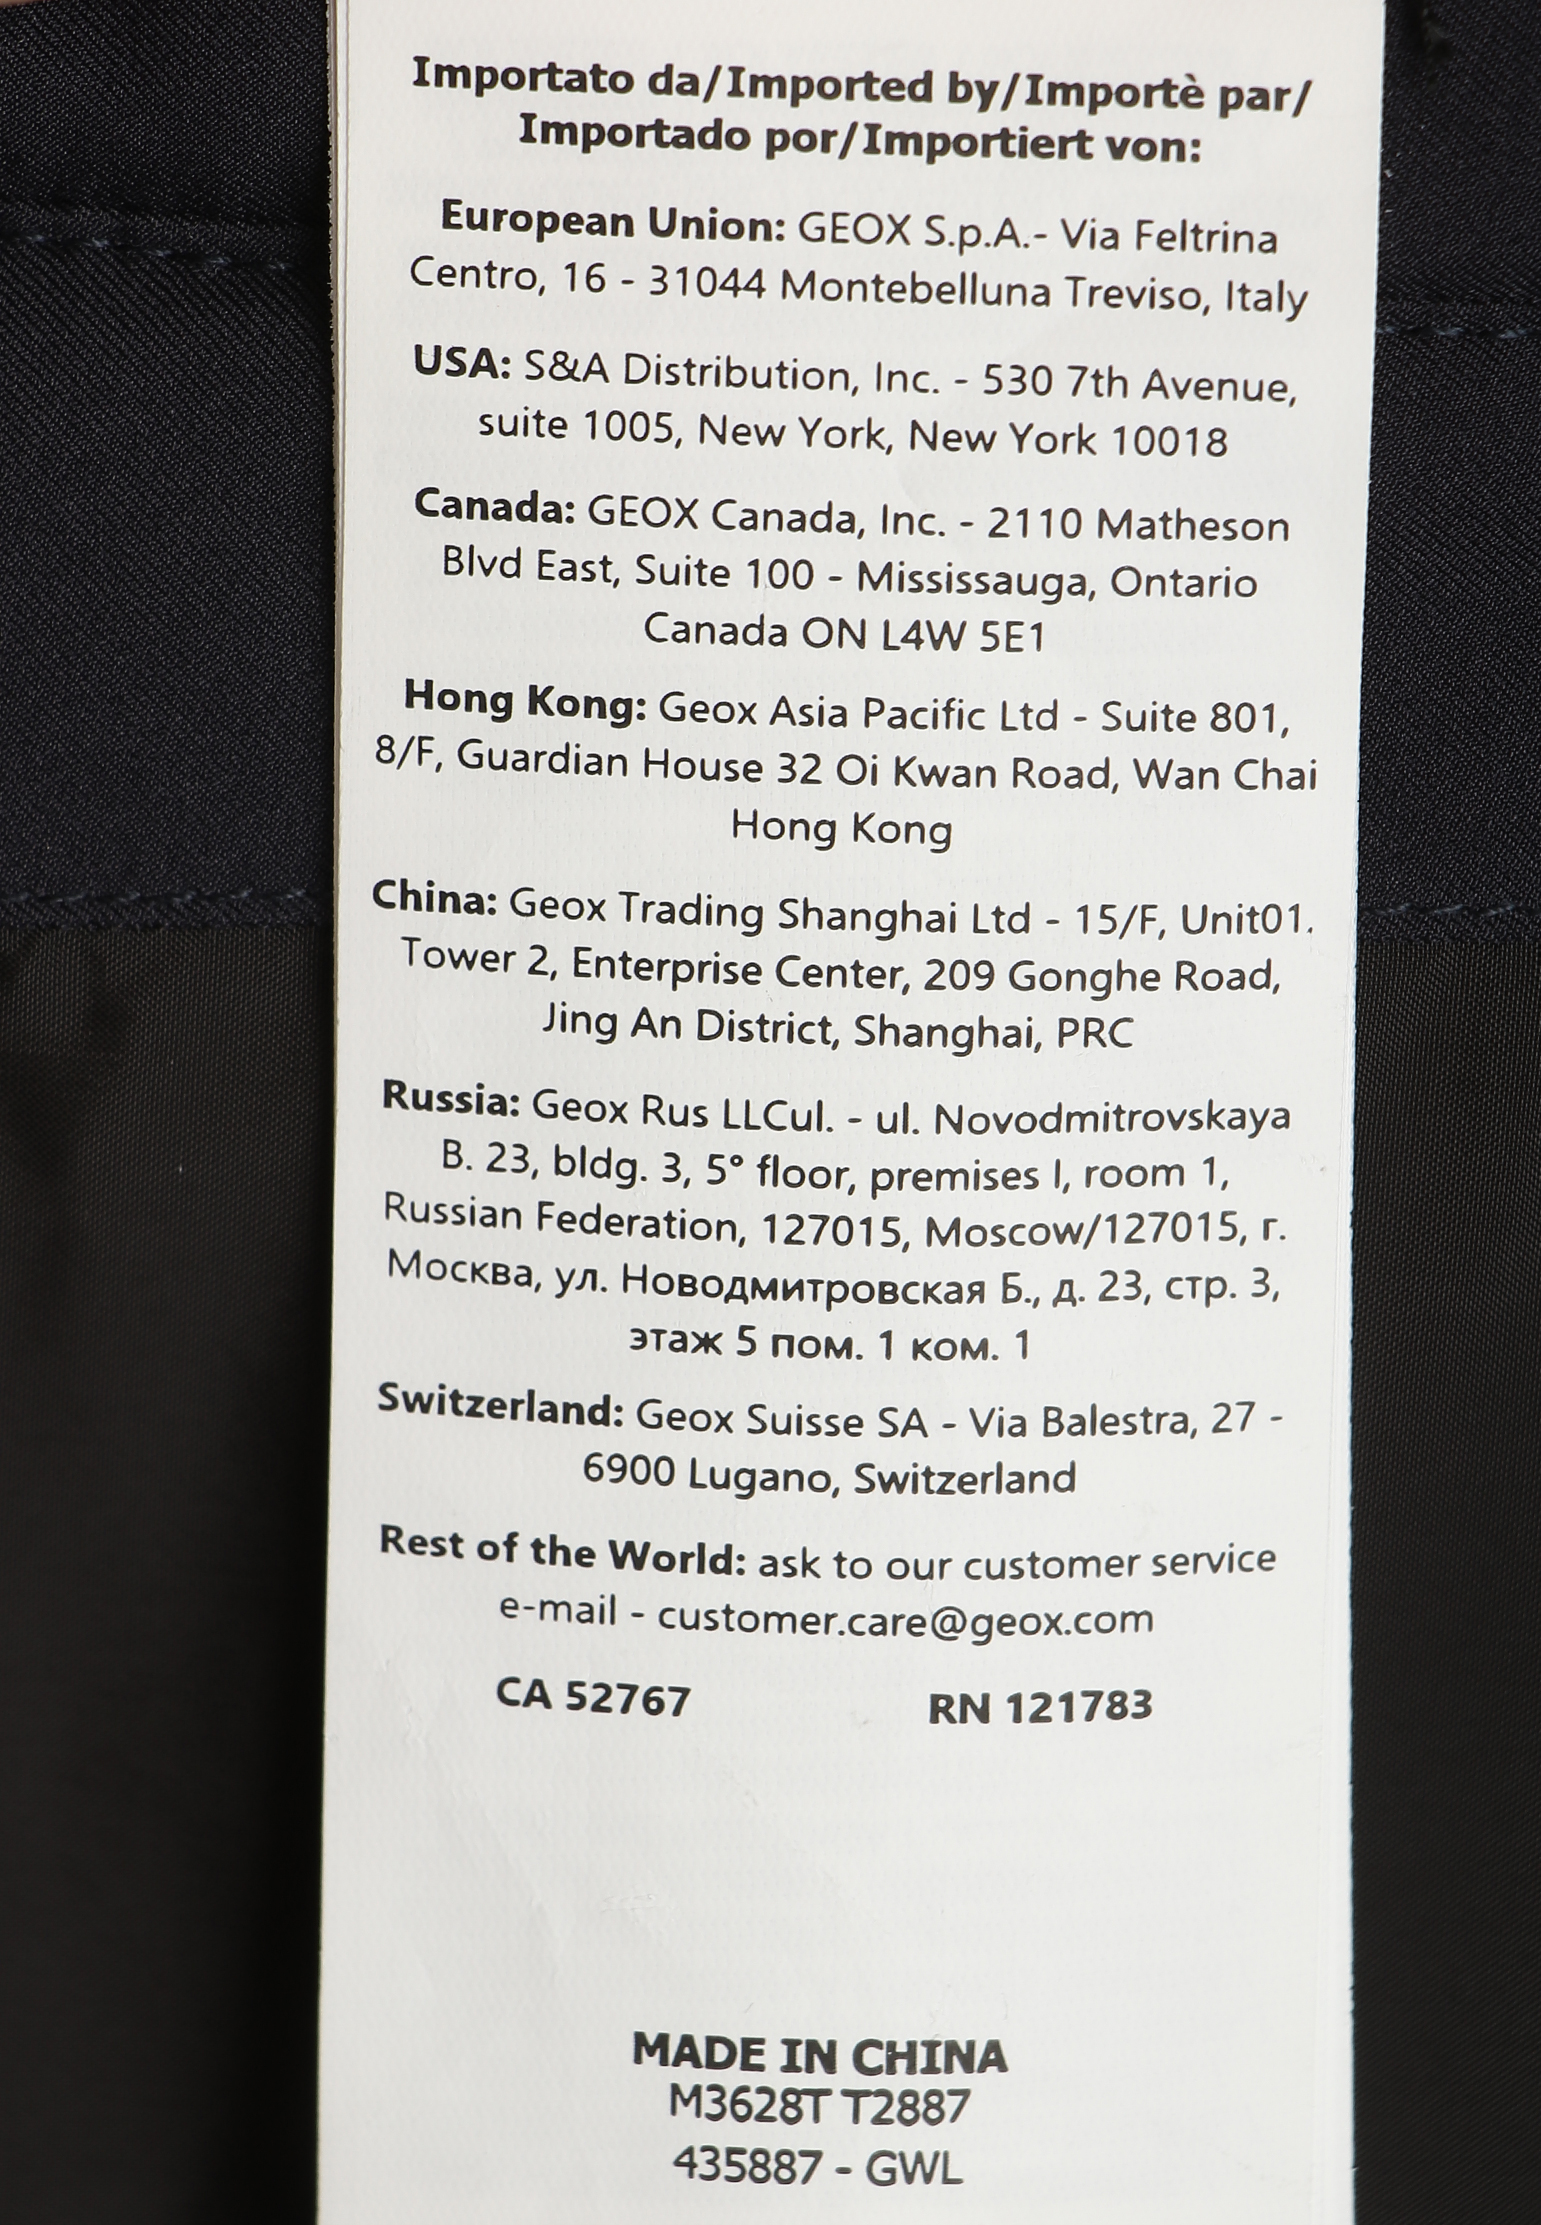 Importato da/Imported by/Importè par/
Importado por/Importiert von:
European Union: GEOX S.p.A.- Via Feltrina
Centro, 16 - 31044 Montebelluna Treviso, Italy
USA: S&A Distribution, Inc. - 530 7th Avenue,
suite 1005, New York, New York 10018
Canada: GEOX Canada, Inc. - 2110 Matheson
Blvd East, Suite 100 - Mississauga, Ontario
Canada ON L4W 5E1
Hong Kong: Geox Asia Pacific Ltd - Suite 801,
8/F, Guardian House 32 Oi Kwan Road, Wan Chai
Hong Kong
China: Geox Trading Shanghai Ltd - 15/F, Unit01.
Tower 2, Enterprise Center, 209 Gonghe Road,
Jing An District, Shanghai, PRC
Russia: Geox Rus LLCul. - ul. Novodmitrovskaya
B. 23, bldg. 3, 5° floor, premises I, room 1,
Russian Federation, 127015, Moscow/127015, г.
Москва, ул. Новодмитровская Б., д. 23, стр. 3,
этаж 5 пом. 1 ком. 1
Switzerland: Geox Suisse SA - Via Balestra, 27 -
6900 Lugano, Switzerland
Rest of the World: ask to our customer service
e-mail - customer.care@geox.com
CA 52767 RN 121783
MADE IN CHINA
M3628T T2887
435887 - GWL